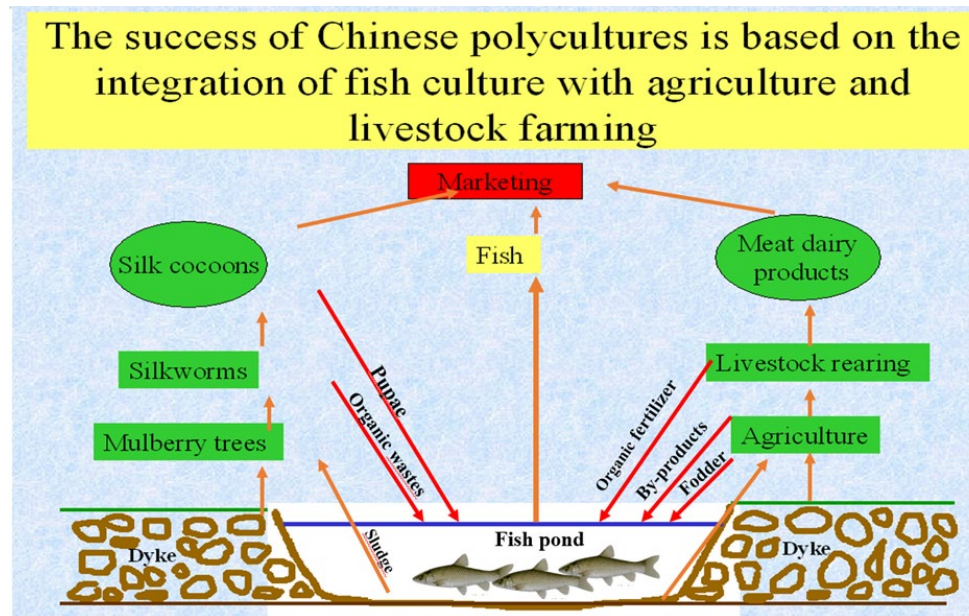 The success of Chinese polycultures is based on the
integration of fish culture with agriculture and
livestock farming
Marketing
Silk cocoons
Fish
Meat dairy
products
Silkworms
Pupae
Organic wastes
Livestock rearing
Mulberry trees
Organic fertilizer
By-products
Fodder
Agriculture
Dyke
Sludge
Fish pond
Dyke